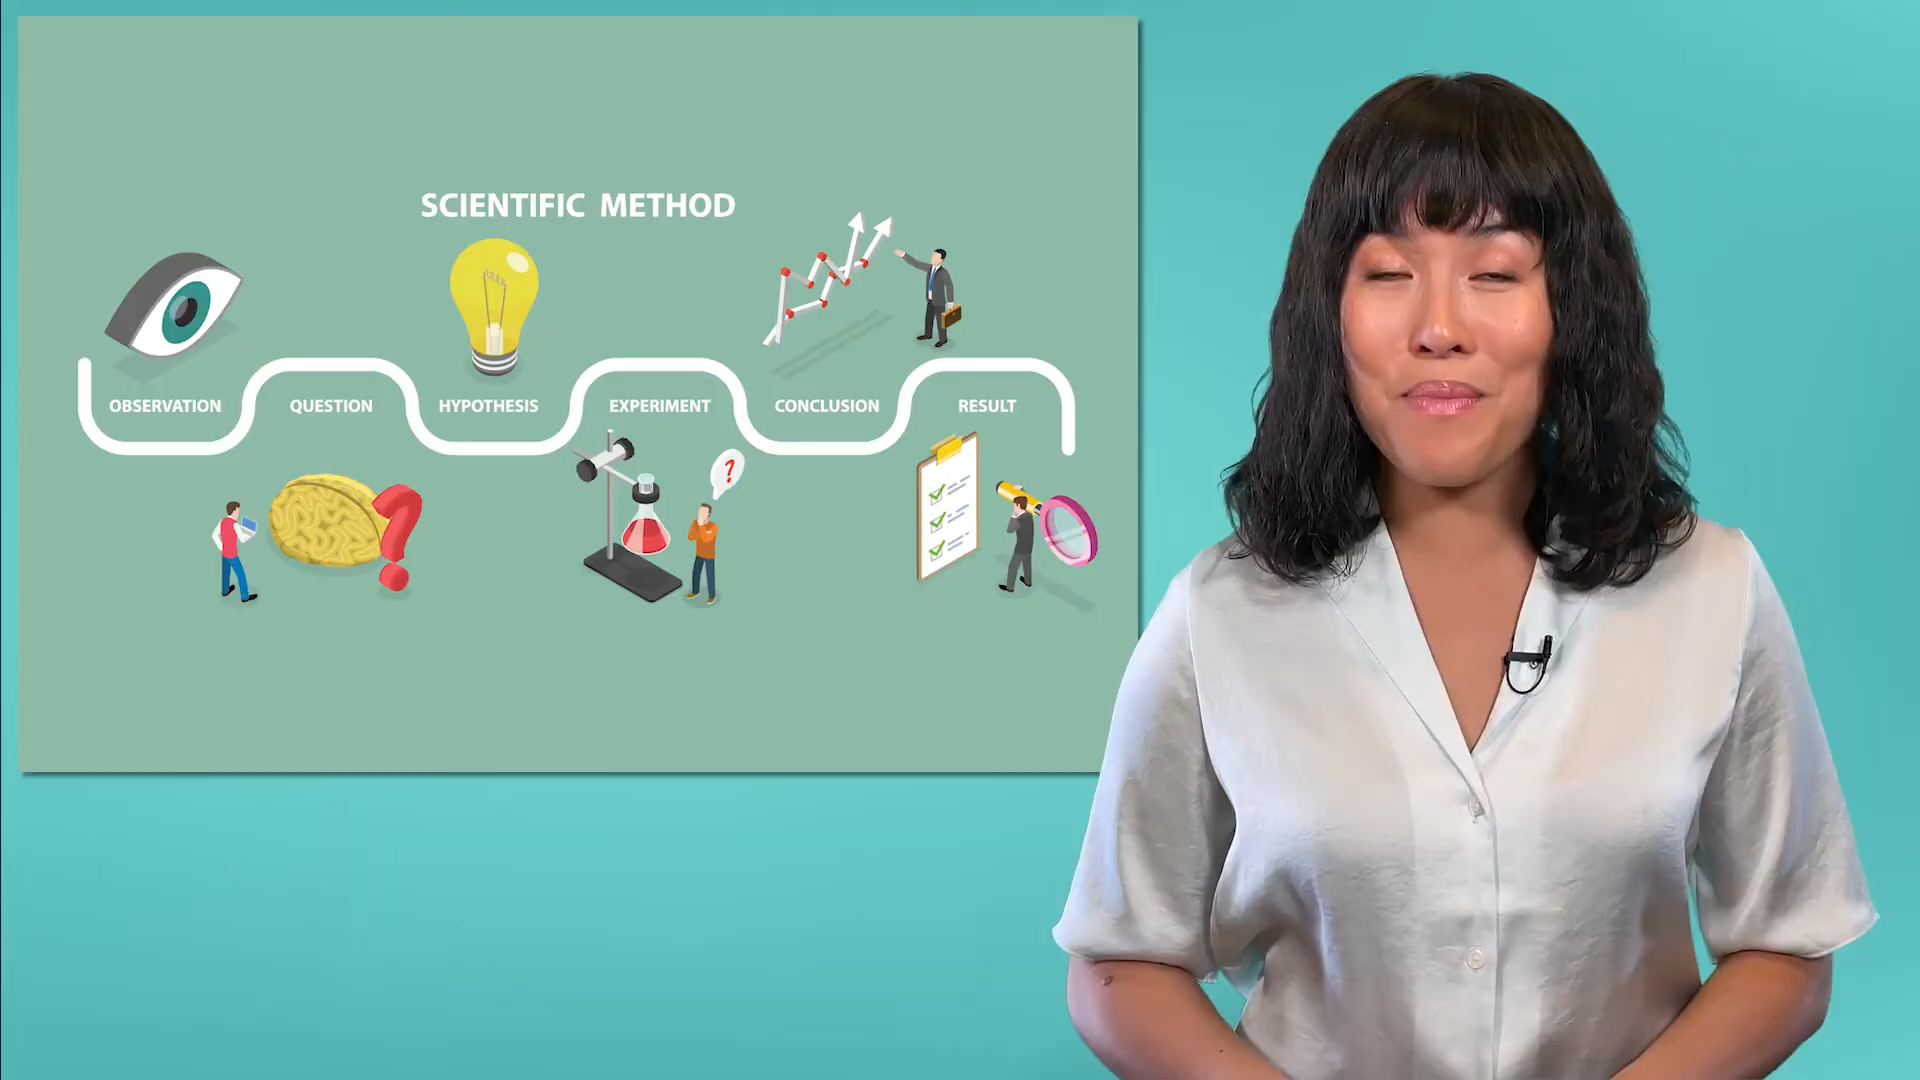 SCIENTIFIC METHOD
OBSERVATION QUESTION HYPOTHESIS EXPERIMENT CONCLUSION RESULT
?